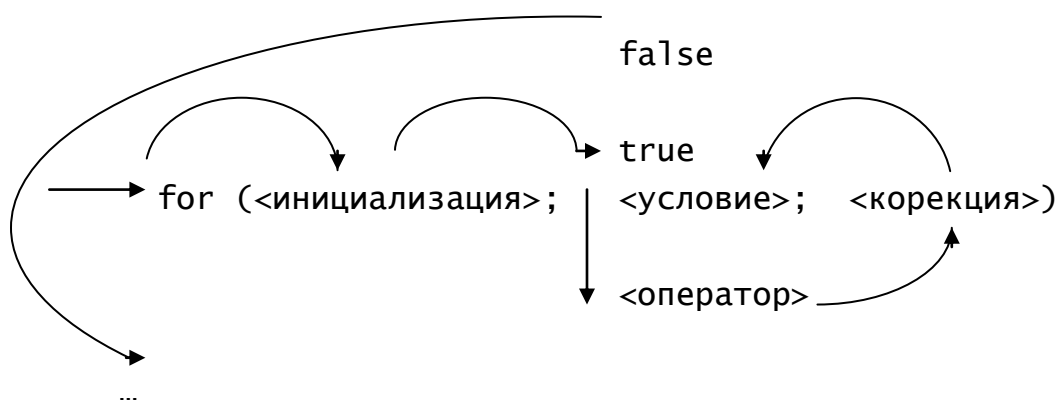 false
true
for (<инициализация>; <условие>; <корекция>)
<оператор>
…